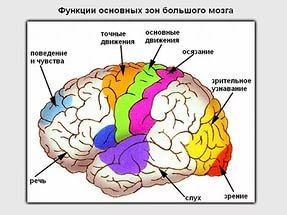 Функции основных зон большого мозга
точные
движения
основные
движения
осязание
поведение
и чувства
зрительное
узнавание
речь
слух
зрение